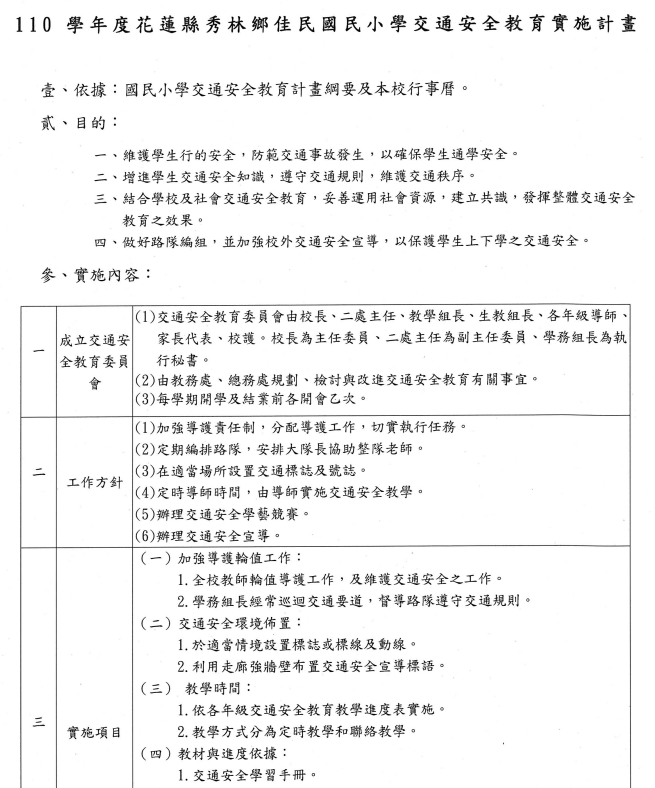 110 學年度花蓮縣秀林鄉佳民國民小學交通安全教育實施計畫
壹、依據：國民小學交通安全教育計畫綱要及本校行事曆。
貳、目的：
一、維護學生行的安全，防範交通事故發生，以確保學生通學安全。
二、增進學生交通安全知識，遵守交通規則，維護交通秩序。
三、結合學校及社會交通安全教育，妥善運用社會資源，建立共識，發揮整體交通安全
教育之效果。
四、做好路隊編組，並加強校外交通安全宣導，以保護學生上下學之交通安全。
參、實施內容：
一
成立交通安
全教育委員
會
(1)交通安全教育委員會由校長、二處主任、教學組長、生教組長、各年級導師、
家長代表、校護。校長為主任委員、二處主任為副主任委員、學務組長為執
行秘書。
(2)由教務處、總務處規劃、檢討與改進交通安全教育有關事宜。
(3)每學期開學及結業前各開會乙次。
二
工作方針
(1)加強導護責任制，分配導護工作，切實執行任務。
(2)定期編排路隊，安排大隊長協助整隊老師。
(3)在適當場所設置交通標誌及號誌。
(4)定時導師時間，由導師實施交通安全教學。
(5)辦理交通安全學藝競賽。
(6)辦理交通安全宣導。
三
實施項目
(一)加強導護輪值工作：
1.全校教師輪值導護工作，及維護交通安全之工作。
2.學務組長經常巡迴交通要道，督導路隊遵守交通規則。
(二)交通安全環境佈置：
1.於適當情境設置標誌或標線及動線。
2.利用走廊強牆壁布置交通安全宣導標語。
(三) 教學時間：
1.依各年級交通安全教育教學進度表實施。
2.教學方式分為定時教學和聯絡教學。
(四)教材與進度依據：
1.交通安全學習手冊。